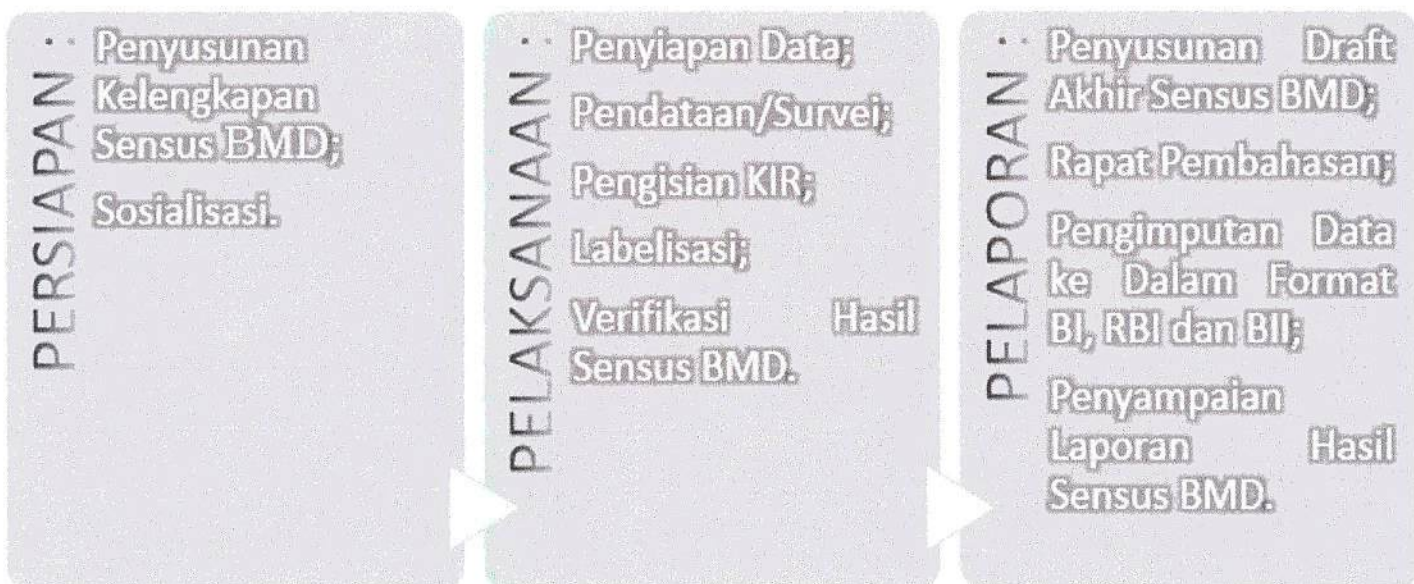 PERSIAPAN :
Penyusunan
Kelengkapan
Sensus BMD;
Sosialisasi.
PELAKSANAAN :
Penyiapan Data;
Pendataan/Survei;
Pengisian KIR;
Labelisasi;
Verifikasi Hasil
Sensus BMD.
PELAPORAN :
Penyusunan Draft
Akhir Sensus BMD;
Rapat Pembahasan;
Pengimputan Data
ke Dalam Format
BI, RBI dan BII;
Penyampaian
Laporan Hasil
Sensus BMD.